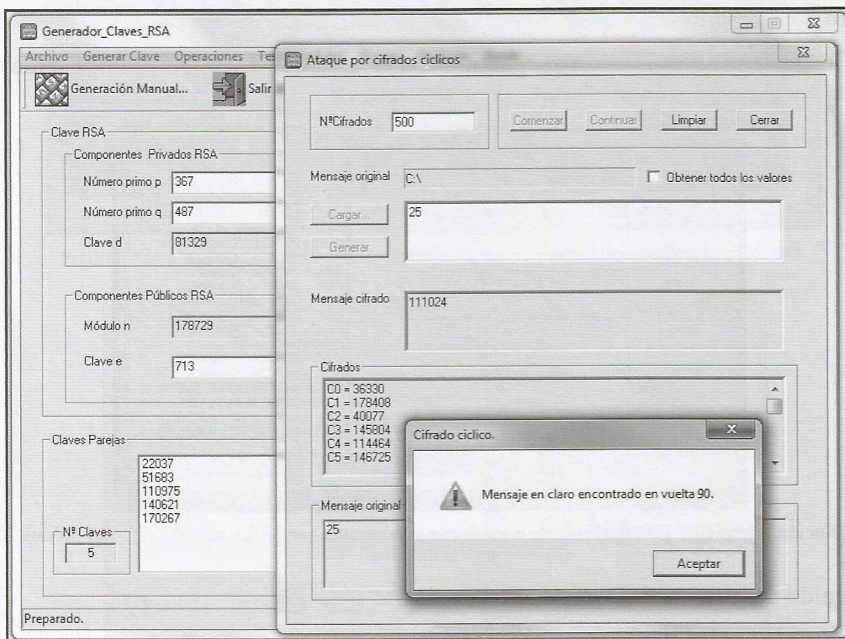 Generador_Claves_RSA
Archivo Generar Clave Operaciones Tes
Generación Manual... Salir
Clave RSA
Componentes Privados RSA
Número primo p 367
Número primo q 487
Clave d 81329
Componentes Públicos RSA
Módulo n 178729
Clave e 713
Claves Parejas
22037
51683
110975
140621
170267
Nº Claves
5
Preparado.
Ataque por cifrados ciclicos
NºCifrados 500
Comenzar Continuar Limpiar Cerrar
Mensaje original C:\ Obtener todos los valores
Cargar... 25
Generar
Mensaje cifrado 111024
Cifrados
C0 = 36330
C1 = 178408
C2 = 40077
C3 = 145804
C4 = 114464
C5 = 146725
Mensaje original
25
Cifrado ciclico.
Mensaje en claro encontrado en vuelta 90.
Aceptar